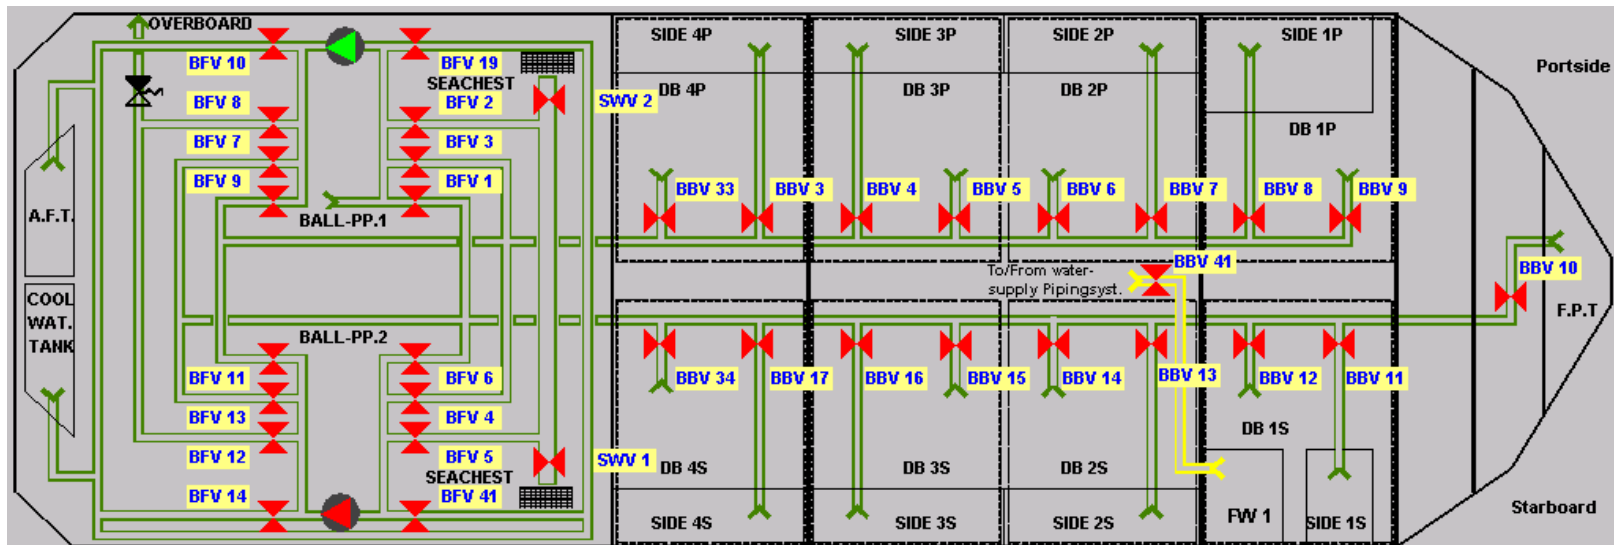 OVERBOARD
SIDE 4P
SIDE 3P
SIDE 2P
SIDE 1P
BFV 10
BFV 19
SEACHEST
Portside
DB 4P
DB 3P
DB 2P
BFV 8
BFV 2
SWV 2
DB 1P
BFV 7
BFV 3
BFV 9
BFV 1
BBV 33
BBV 3
BBV 4
BBV 5
BBV 6
BBV 7
BBV 8
BBV 9
A.F.T.
BALL-PP.1
To/From water-
supply Pipingsyst.
BBV 41
BBV 10
COOL
WAT.
TANK
F.P.T
BALL-PP.2
BFV 11
BFV 6
BBV 34
BBV 17
BBV 16
BBV 15
BBV 14
BBV 13
BBV 12
BBV 11
BFV 13
BFV 4
DB 1S
BFV 12
BFV 5
SWV 1
DB 4S
DB 3S
DB 2S
SEACHEST
BFV 14
BFV 41
Starboard
SIDE 4S
SIDE 3S
SIDE 2S
FW 1
SIDE 1S